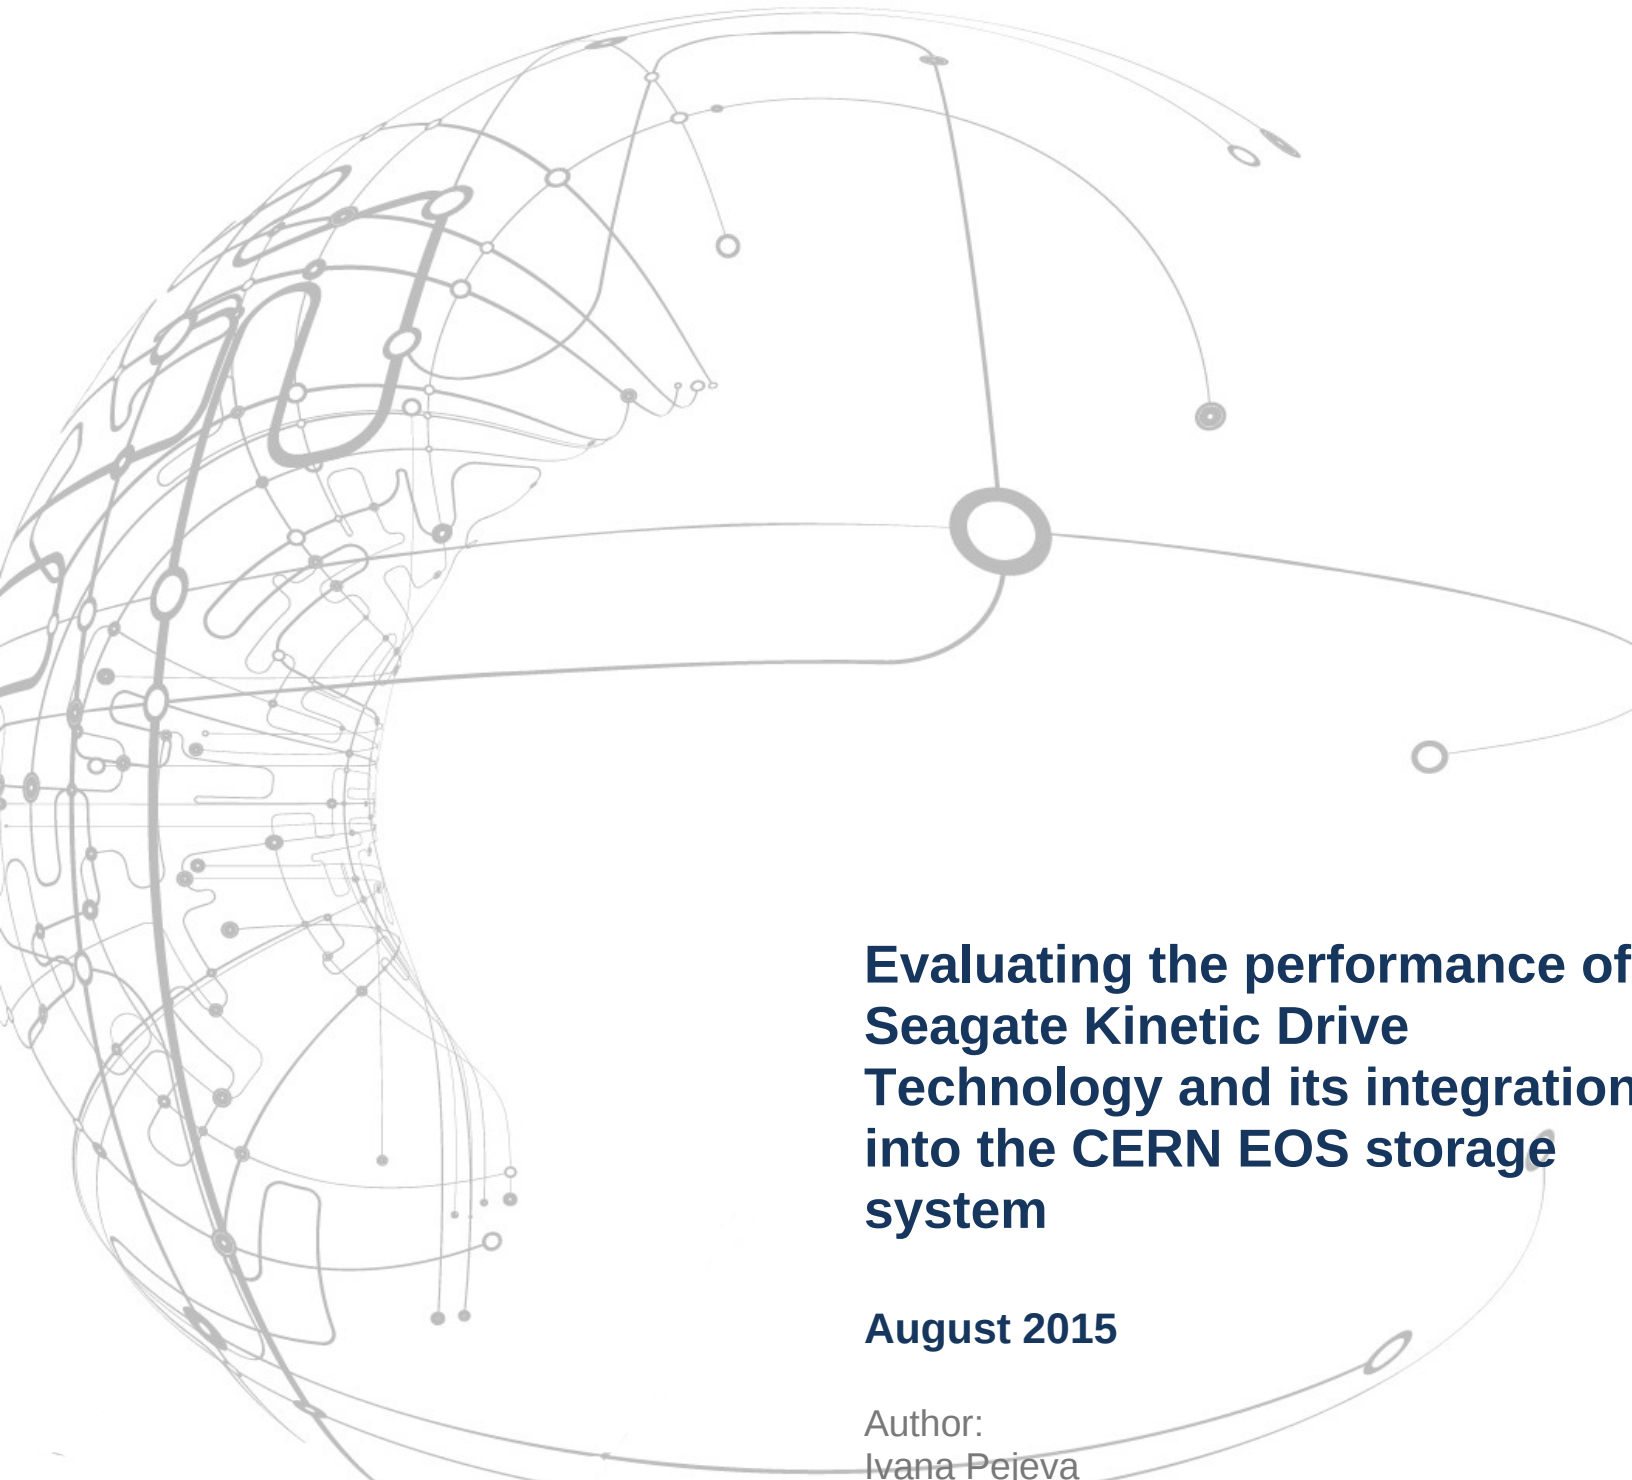 Evaluating the performance of
Seagate Kinetic Drive
Technology and its integration
into the CERN EOS storage
system
August 2015
Author:
Ivana Pejeva